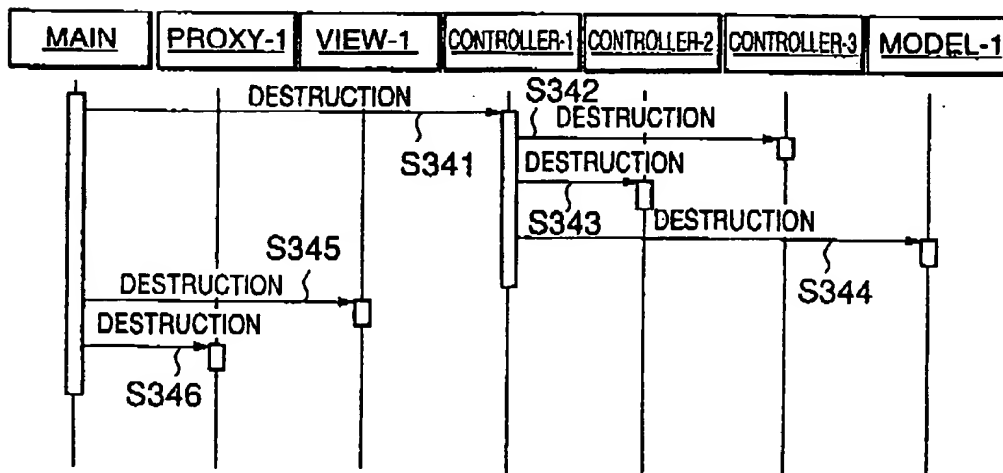 MAIN PROXY-1 VIEW-1 CONTROLLER-1 CONTROLLER-2 CONTROLLER-3 MODEL-1
DESTRUCTION
S341
S342
DESTRUCTION
DESTRUCTION
S343
DESTRUCTION
S344
S345
DESTRUCTION
DESTRUCTION
S346